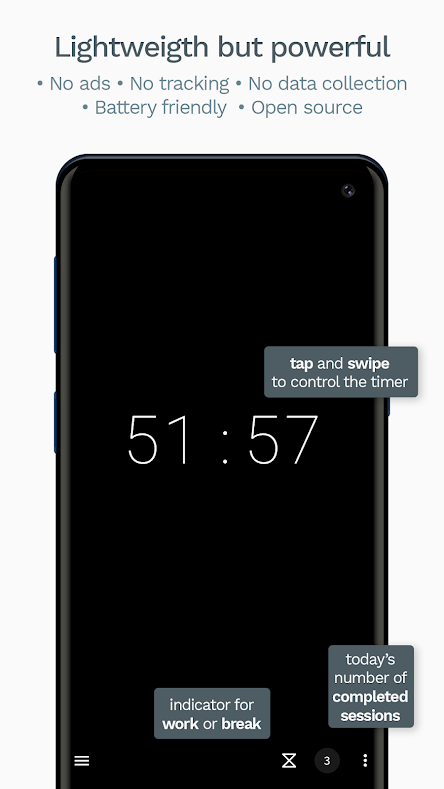 Lightweigth but powerful
• No ads • No tracking • No data collection
• Battery friendly • Open source
tap and swipe
to control the timer
51 : 57
today's
number of
completed
sessions
indicator for
work or break
3